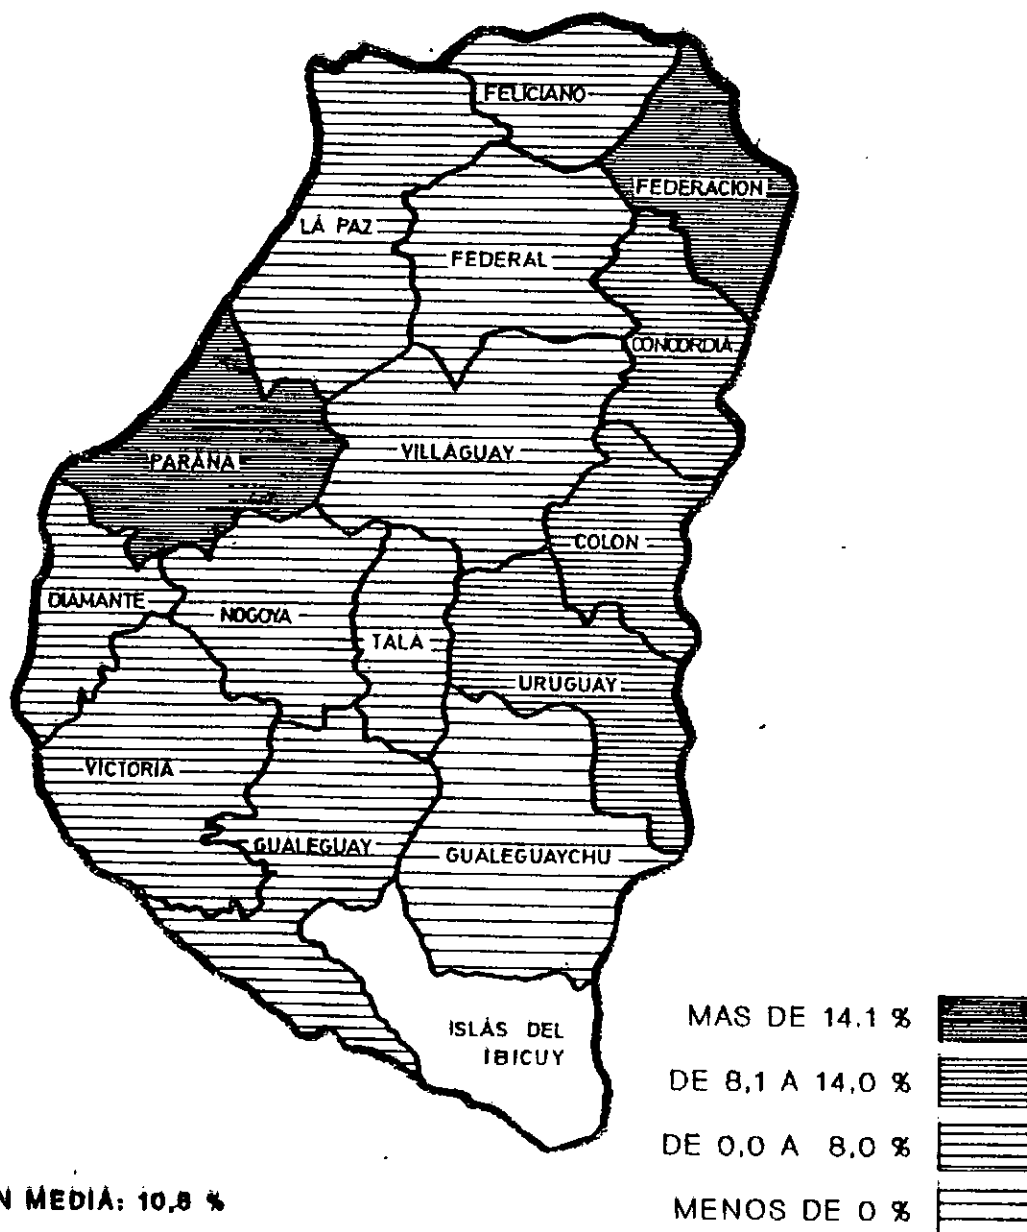 FELICIANO
FEDERACION
LA PAZ
FEDERAL
CONCORDIA
PARANA
VILLAGUAY
COLON
DIAMANTE
NOGOYA
TALA
URUGUAY
VICTORIA
GUALEGUAY
GUALEGUAYCHU
ISLAS DEL
IBICUY
MAS DE 14.1 %
DE 8,1 A 14,0 %
DE 0,0 A 8,0 %
MENOS DE 0 %
N MEDIA: 10,8 %